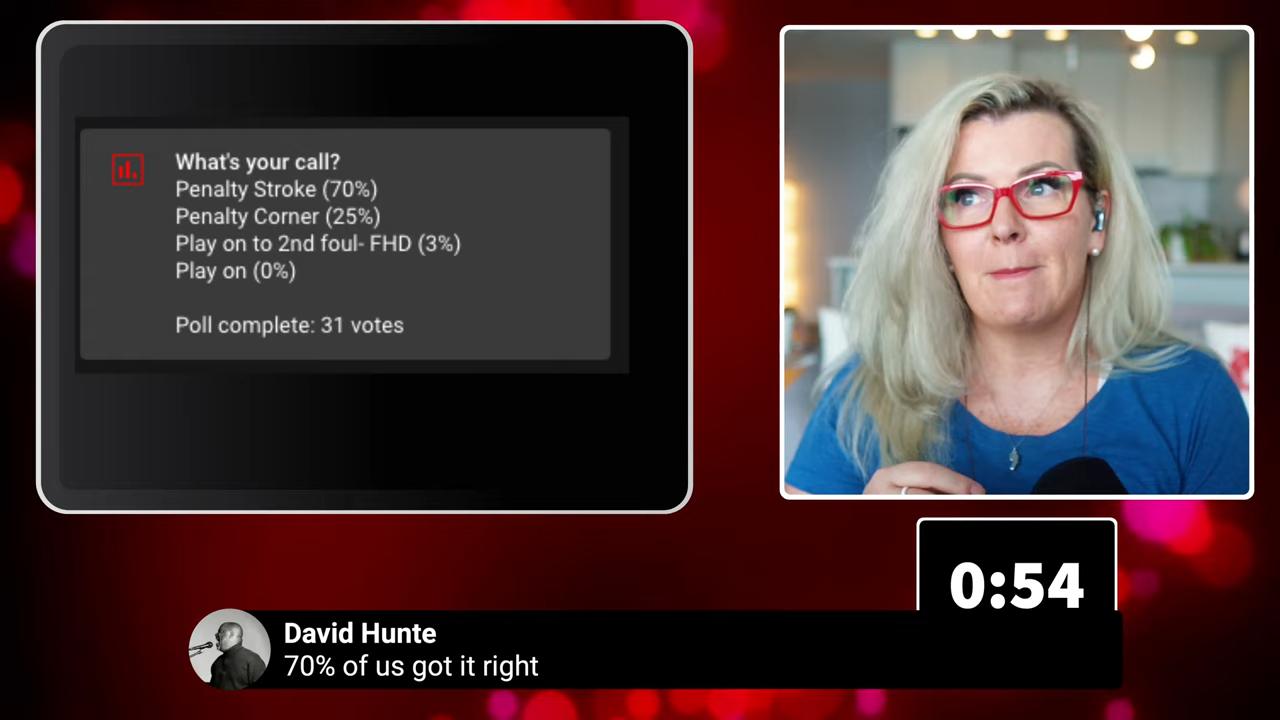 What's your call?
Penalty Stroke (70%)
Penalty Corner (25%)
Play on to 2nd foul- FHD (3%)
Play on (0%)
Poll complete: 31 votes
0:54
David Hunte
70% of us got it right